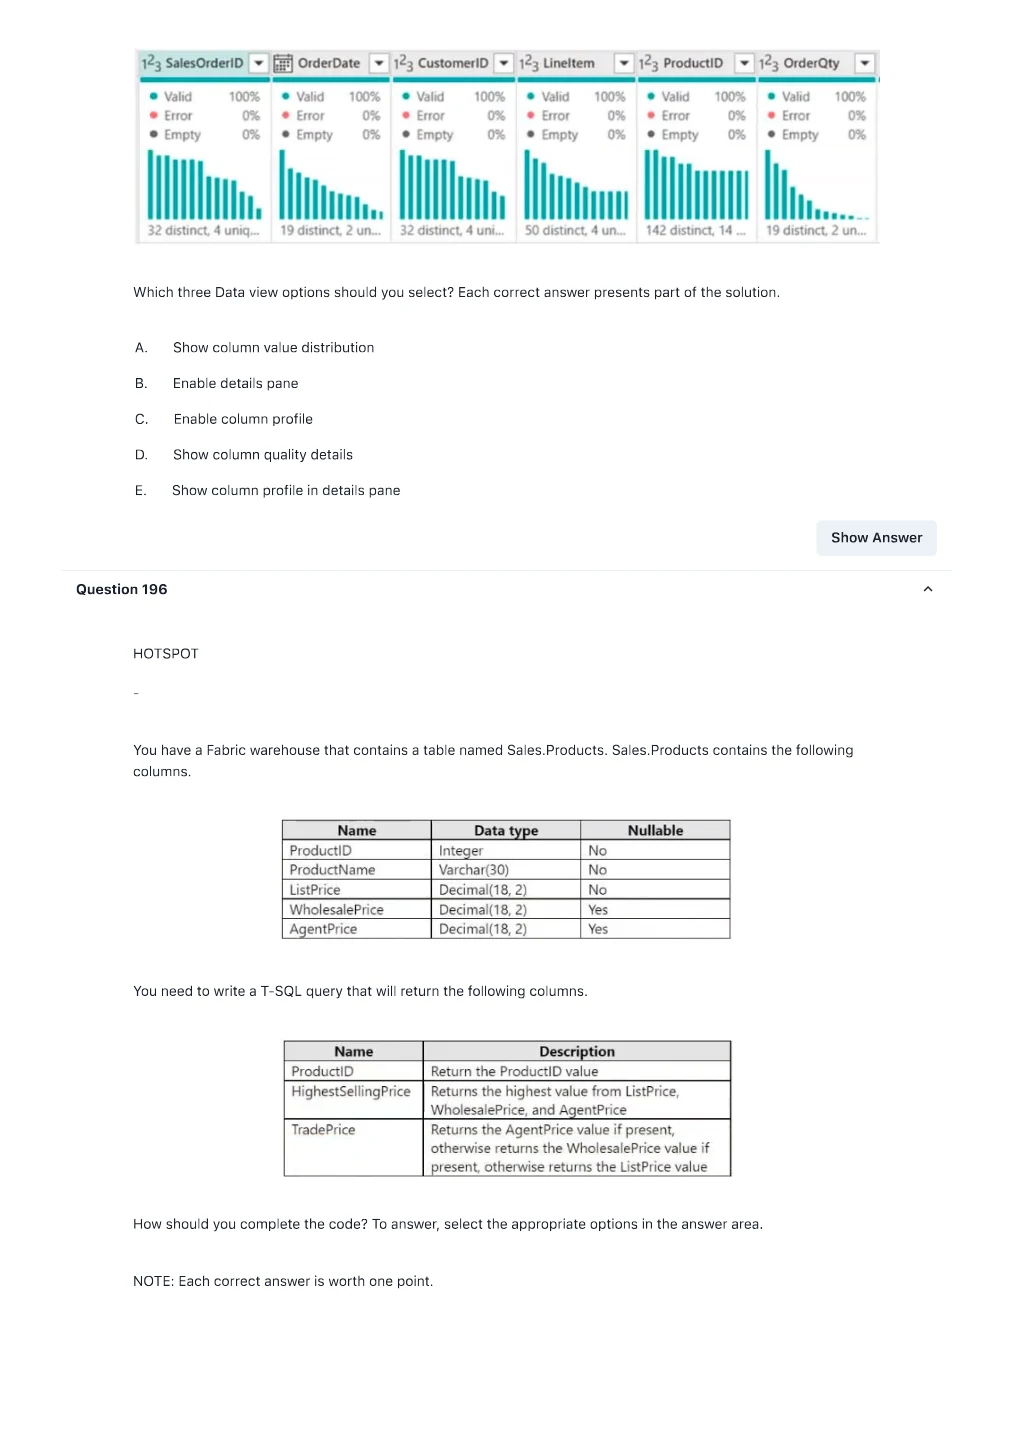 123 SalesOrderID OrderDate 123 CustomerID 123 LineItem 123 ProductID 123 OrderQty
Valid 100% Valid 100% Valid 100% Valid 100% Valid 100% Valid 100%
Error 0% Error 0% Error 0% Error 0% Error 0% Error 0%
Empty 0% Empty 0% Empty 0% Empty 0% Empty 0% Empty 0%
32 distinct, 4 uniq... 19 distinct, 2 un... 32 distinct, 4 uni... 50 distinct, 4 un... 142 distinct, 14 ... 19 distinct, 2 un...
Which three Data view options should you select? Each correct answer presents part of the solution.
A. Show column value distribution
B. Enable details pane
C. Enable column profile
D. Show column quality details
E. Show column profile in details pane
Show Answer
Question 196
HOTSPOT
-
You have a Fabric warehouse that contains a table named Sales.Products. Sales.Products contains the following
columns.
Name Data type Nullable
ProductID Integer No
ProductName Varchar(30) No
ListPrice Decimal(18, 2) No
WholesalePrice Decimal(18, 2) Yes
AgentPrice Decimal(18, 2) Yes
You need to write a T-SQL query that will return the following columns.
Name Description
ProductID Return the ProductID value
HighestSellingPrice Returns the highest value from ListPrice,
WholesalePrice, and AgentPrice
TradePrice Returns the AgentPrice value if present,
otherwise returns the WholesalePrice value if
present, otherwise returns the ListPrice value
How should you complete the code? To answer, select the appropriate options in the answer area.
NOTE: Each correct answer is worth one point.